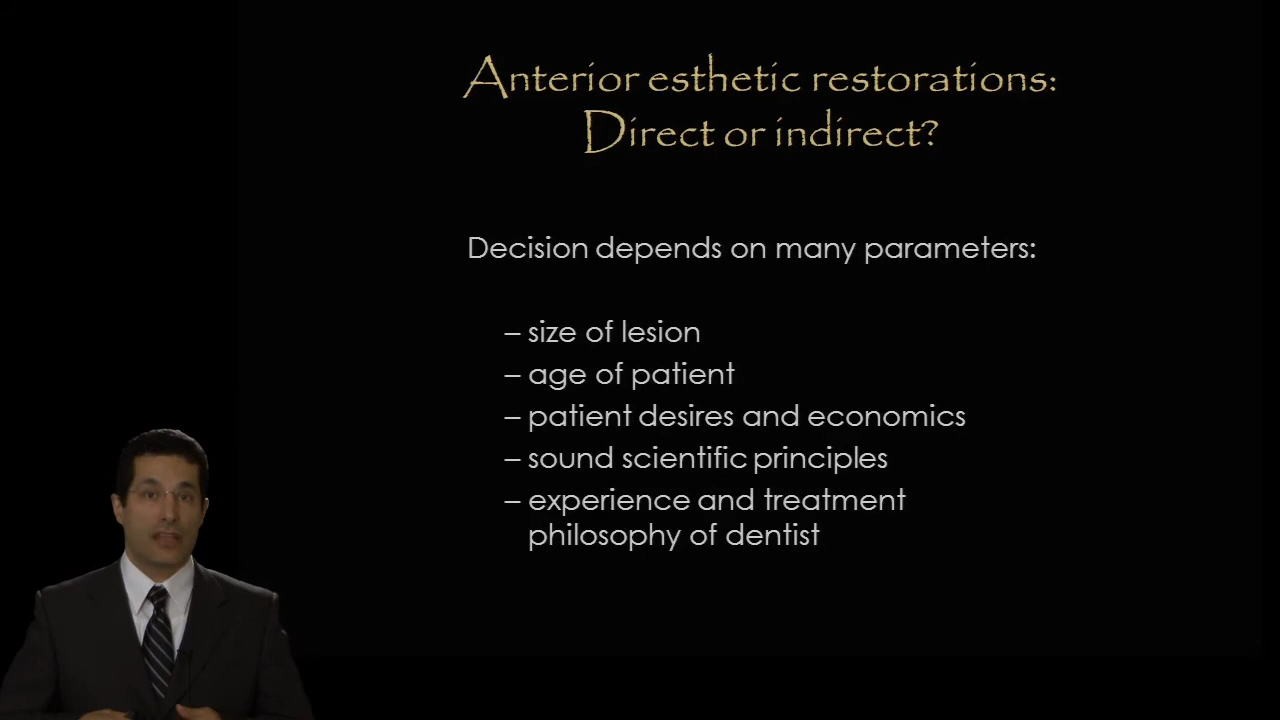 Anterior esthetic restorations:
Direct or indirect?
Decision depends on many parameters:
– size of lesion
– age of patient
– patient desires and economics
– sound scientific principles
– experience and treatment
philosophy of dentist